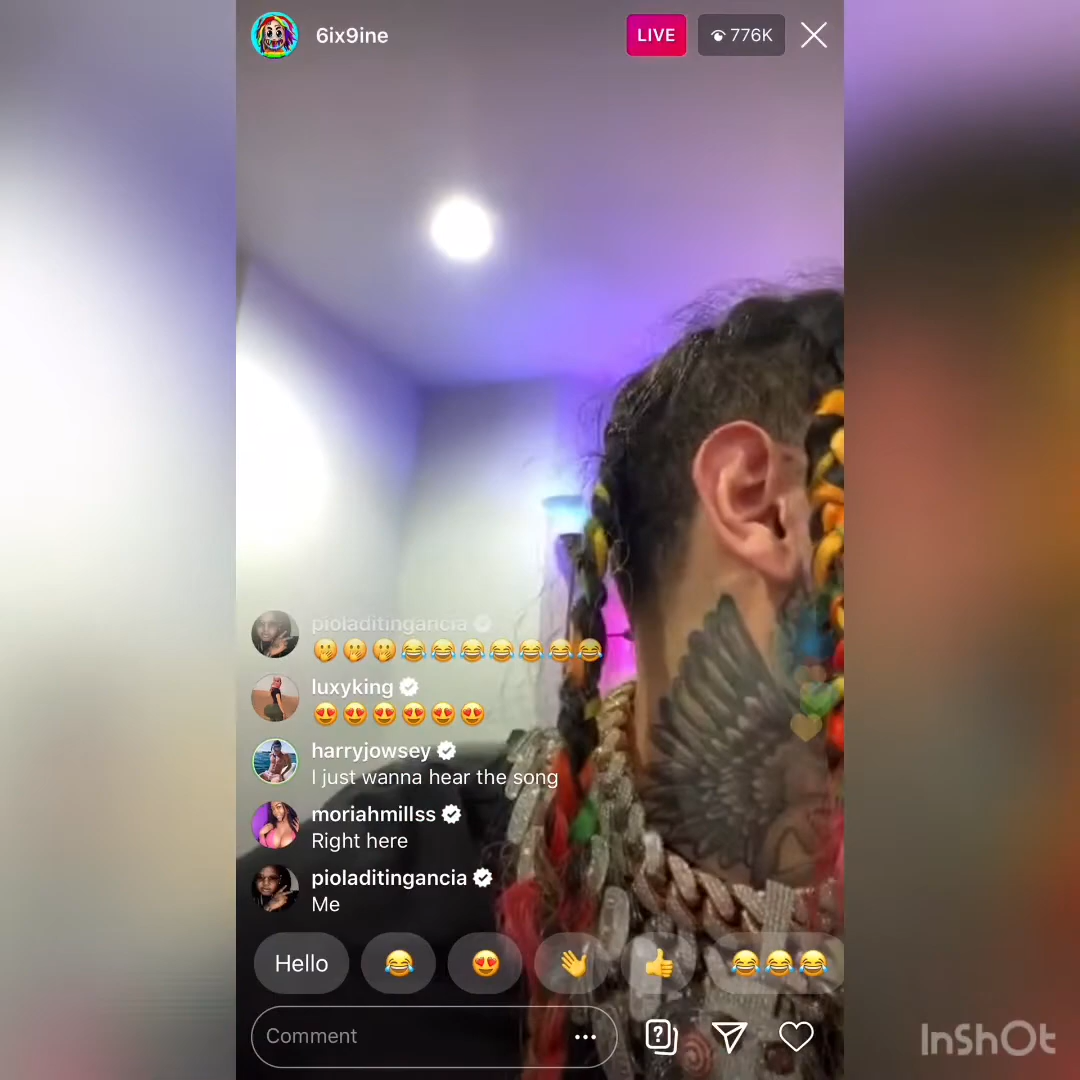 6ix9ine
LIVE
776K
pioladitingancia
luxyking
harryjowsey
I just wanna hear the song
moriahmillss
Right here
pioladitingancia
Me
Hello
Comment
InShOt